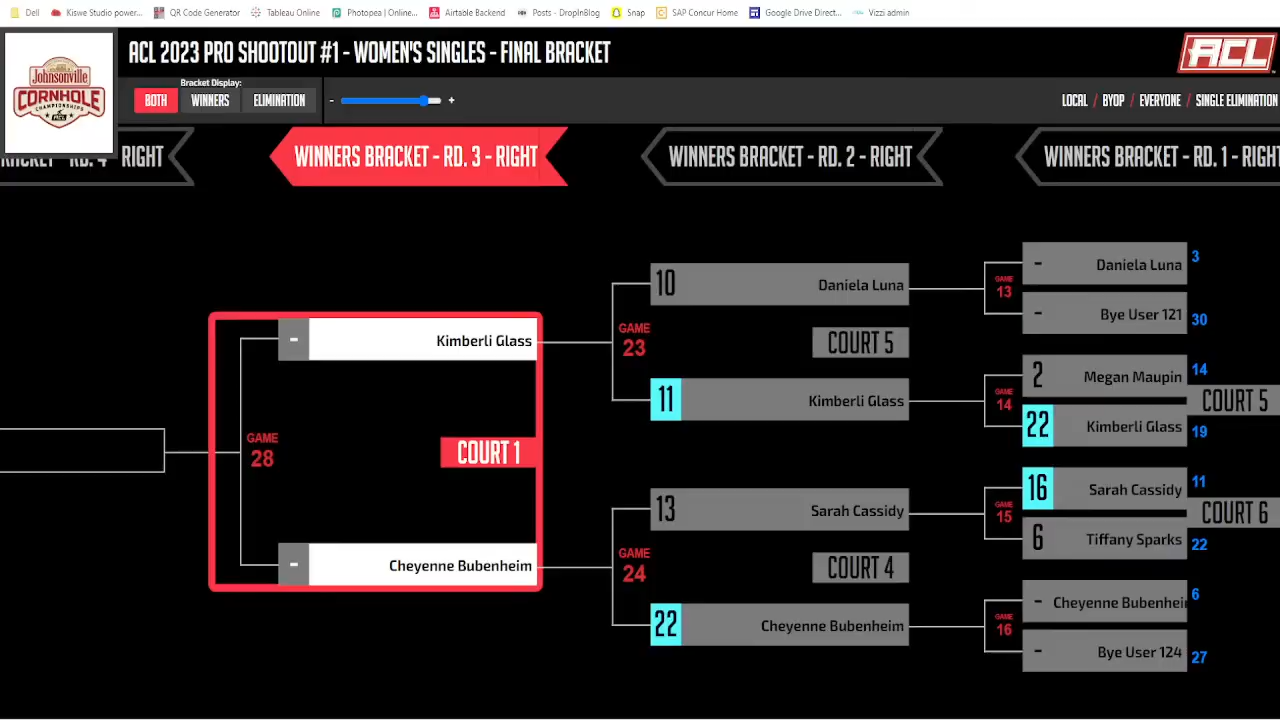 Dell
Kiswe Studio power...
QR Code Generator
Tableau Online
Photopea | Online...
Airtable Backend
Posts - DropInBlog
Snap
SAP Concur Home
Google Drive Direct...
Vizzi admin
Johnsonville
CORNHOLE
CHAMPIONSHIPS
ACL
ACL 2023 PRO SHOOTOUT #1 - WOMEN'S SINGLES - FINAL BRACKET
ACL
Bracket Display:
BOTH
WINNERS
ELIMINATION
- +
LOCAL / BYOP / EVERYONE / SINGLE ELIMINATION
RD. 4 - RIGHT
WINNERS BRACKET - RD. 3 - RIGHT
WINNERS BRACKET - RD. 2 - RIGHT
WINNERS BRACKET - RD. 1 - RIGHT
- Kimberli Glass
GAME
28
COURT 1
- Cheyenne Bubenheim
10 Daniela Luna
GAME
23
COURT 5
11 Kimberli Glass
13 Sarah Cassidy
GAME
24
COURT 4
22 Cheyenne Bubenheim
- Daniela Luna 3
GAME
13
- Bye User 121 30
2 Megan Maupin 14
GAME
14
COURT 5
22 Kimberli Glass 19
16 Sarah Cassidy 11
GAME
15
COURT 6
6 Tiffany Sparks 22
- Cheyenne Bubenhei 6
GAME
16
- Bye User 124 27